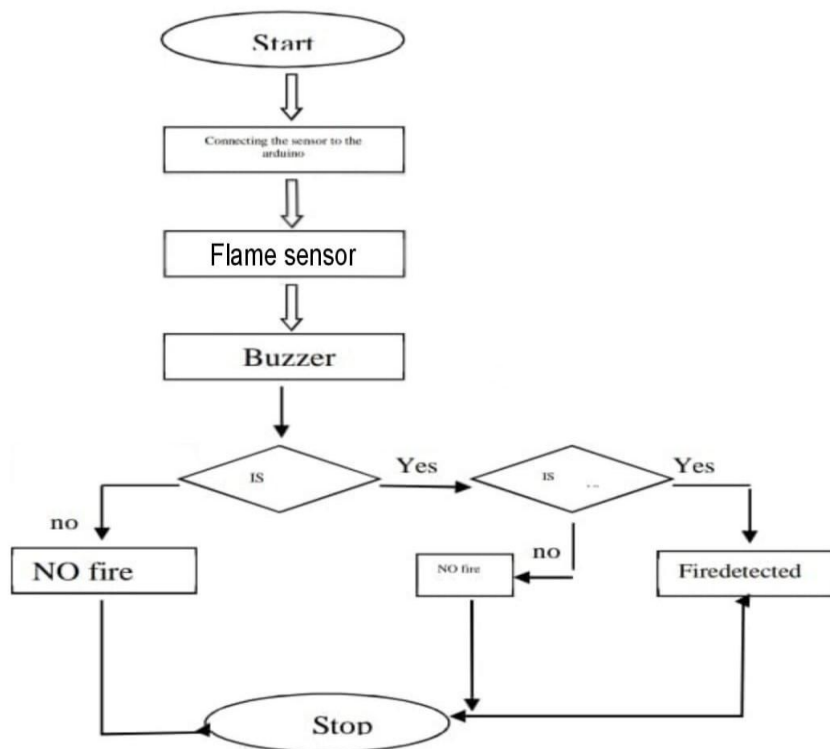 Start
Connecting the sensor to the
arduino
Flame sensor
Buzzer
IS
Yes
IS
Yes
no
no
NO fire
NO fire
Firedetected
Stop